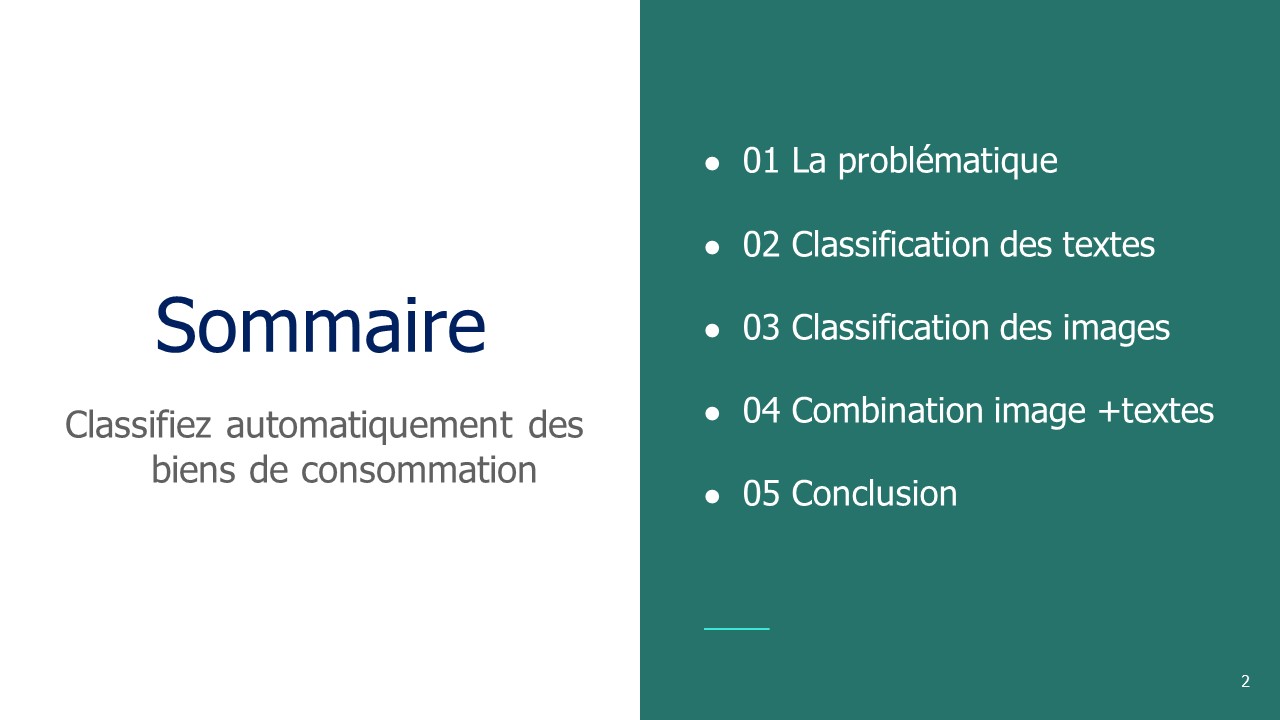 Sommaire
Classifiez automatiquement des
biens de consommation
● 01 La problématique
● 02 Classification des textes
● 03 Classification des images
● 04 Combination image +textes
● 05 Conclusion
2